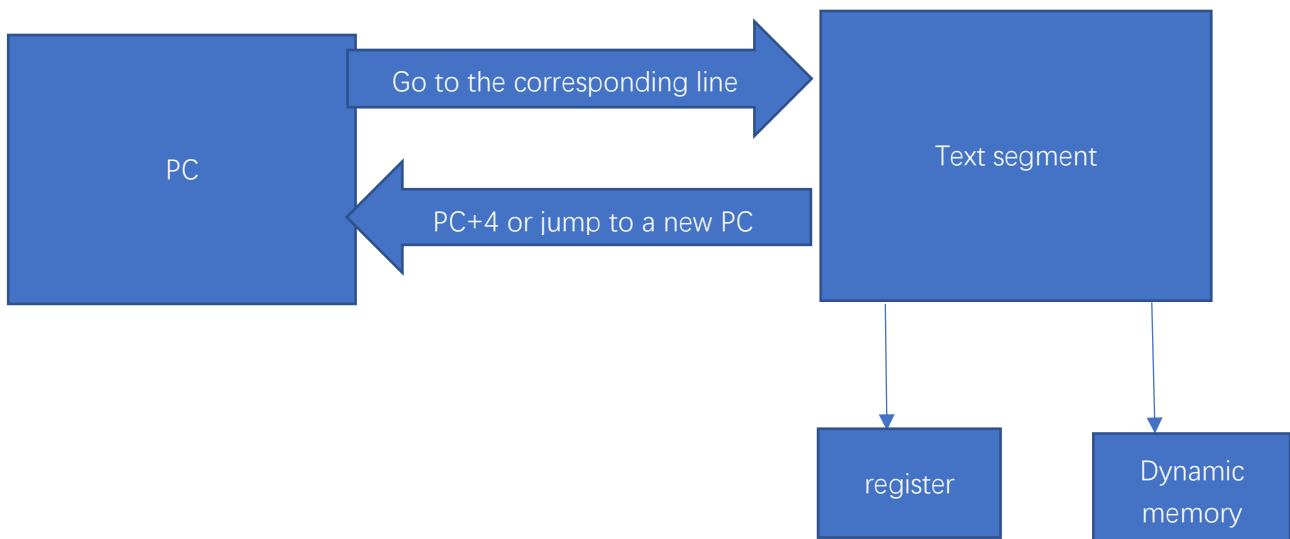 Go to the corresponding line
PC
Text segment
PC+4 or jump to a new PC
register
Dynamic
memory